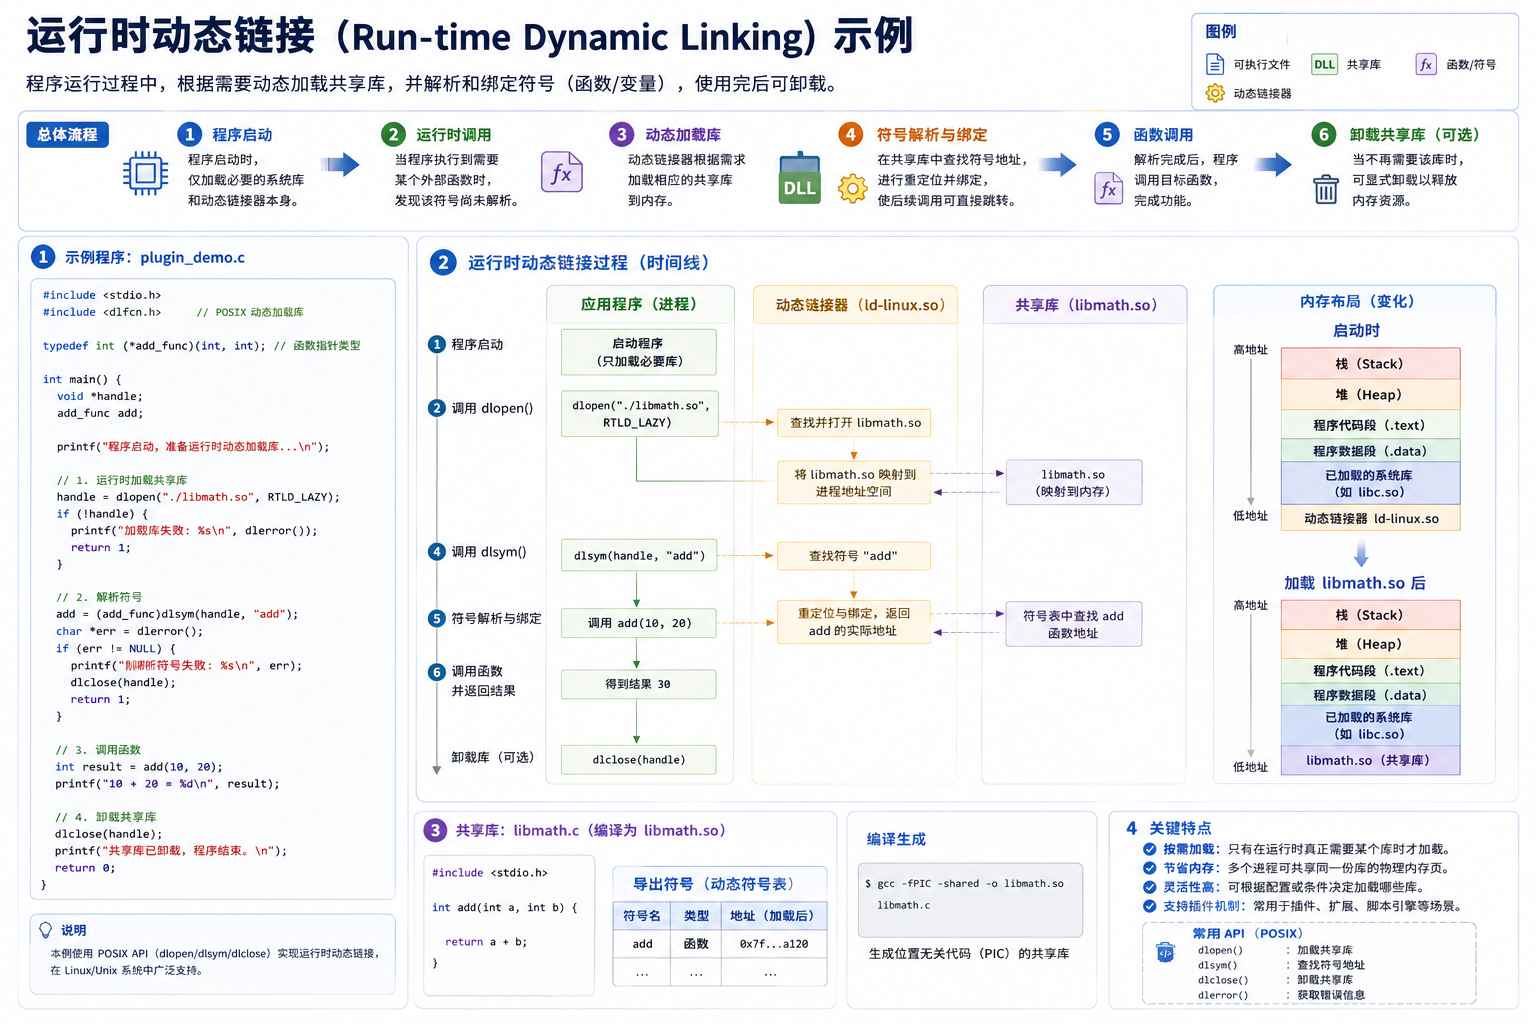 运行时动态链接（Run-time Dynamic Linking）示例
程序运行过程中，根据需要动态加载共享库，并解析和绑定符号（函数/变量），使用完后可卸载。
图例
可执行文件
DLL 共享库
fx 函数/符号
动态链接器
总体流程
1 程序启动
程序启动时，
仅加载必要的系统库
和动态链接器本身。
2 运行时调用
当程序执行到需要
某个外部函数时，
发现该符号尚未解析。
fx
3 动态加载库
动态链接器根据需求
加载相应的共享库
到内存。
DLL
4 符号解析与绑定
在共享库中查找符号地址，
进行重定位并绑定，
使后续调用可直接跳转。
5 函数调用
解析完成后，程序
调用目标函数，
完成功能。
fx
6 卸载共享库（可选）
当不再需要该库时，
可显式卸载以释放
内存资源。
1 示例程序：plugin_demo.c
#include <stdio.h>
#include <dlfcn.h> // POSIX 动态加载库
typedef int (*add_func)(int, int); // 函数指针类型
int main() {
void *handle;
add_func add;
printf("程序启动，准备运行时动态加载库...\n");
// 1. 运行时加载共享库
handle = dlopen("./libmath.so", RTLD_LAZY);
if (!handle) {
printf("加载库失败: %s\n", dlerror());
return 1;
}
// 2. 解析符号
add = (add_func)dlsym(handle, "add");
char *err = dlerror();
if (err != NULL) {
printf("符号失败: %s\n", err);
dlclose(handle);
return 1;
}
// 3. 调用函数
int result = add(10, 20);
printf("10 + 20 = %d\n", result);
// 4. 卸载共享库
dlclose(handle);
printf("共享库已卸载，程序结束。\n");
return 0;
}
说明
本例使用 POSIX API（dlopen/dlsym/dlclose）实现运行时动态链接，
在 Linux/Unix 系统中广泛支持。
2 运行时动态链接过程（时间线）
1 程序启动
2 调用 dlopen()
4 调用 dlsym()
5 符号解析与绑定
6 调用函数
并返回结果
卸载库（可选）
应用程序（进程）
启动程序
（只加载必要库）
dlopen("./libmath.so",
RTLD_LAZY)
dlsym(handle, "add")
调用 add(10, 20)
得到结果 30
dlclose(handle)
动态链接器（ld-linux.so）
查找并打开 libmath.so
将 libmath.so 映射到
进程地址空间
查找符号 "add"
重定位与绑定，返回
add 的实际地址
共享库（libmath.so）
libmath.so
（映射到内存）
符号表中查找 add
函数地址
内存布局（变化）
启动时
高地址
低地址
栈（Stack）
堆（Heap）
程序代码段（.text）
程序数据段（.data）
已加载的系统库
（如 libc.so）
动态链接器 ld-linux.so
加载 libmath.so 后
高地址
低地址
栈（Stack）
堆（Heap）
程序代码段（.text）
程序数据段（.data）
已加载的系统库
（如 libc.so）
libmath.so（共享库）
3 共享库：libmath.c（编译为 libmath.so）
#include <stdio.h>
int add(int a, int b) {
return a + b;
}
导出符号（动态符号表）
符号名 类型 地址（加载后）
add 函数 0x7f...a120
... ... ...
编译生成
$ gcc -fPIC -shared -o libmath.so
libmath.c
生成位置无关代码（PIC）的共享库
4 关键特点
按需加载：只有在运行时真正需要某个库时才加载。
节省内存：多个进程可共享同一份库的物理内存页。
灵活性高：可根据配置或条件决定加载哪些库。
支持插件机制：常用于插件、扩展、脚本引擎等场景。
常用 API（POSIX）
dlopen() : 加载共享库
dlsym() : 查找符号地址
dlclose() : 卸载共享库
dlerror() : 获取错误信息